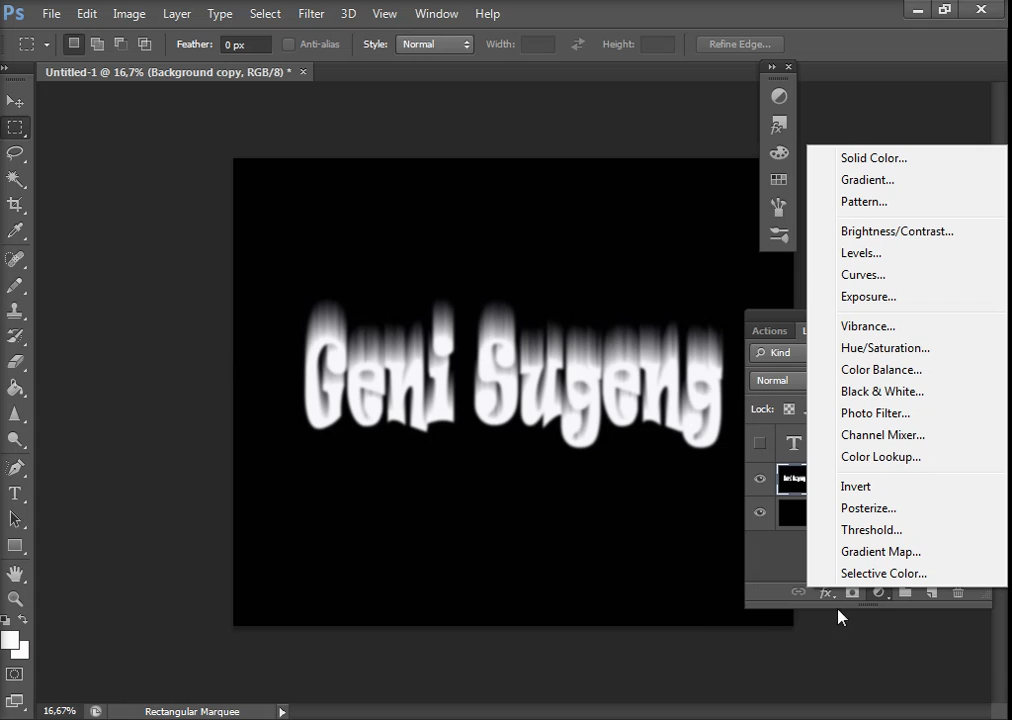 Ps File Edit Image Layer Type Select Filter 3D View Window Help
Feather: 0 px Anti-alias Style: Normal Width: Height: Refine Edge...
Untitled-1 @ 16,7% (Background copy, RGB/8) *
Solid Color...
Gradient...
Pattern...
Brightness/Contrast...
Levels...
Curves...
Exposure...
Vibrance...
Hue/Saturation...
Color Balance...
Black & White...
Photo Filter...
Channel Mixer...
Color Lookup...
Invert
Posterize...
Threshold...
Gradient Map...
Selective Color...
Geni Sugeng
Actions
Kind
Normal
Lock:
T
fx
16,67% Rectangular Marquee